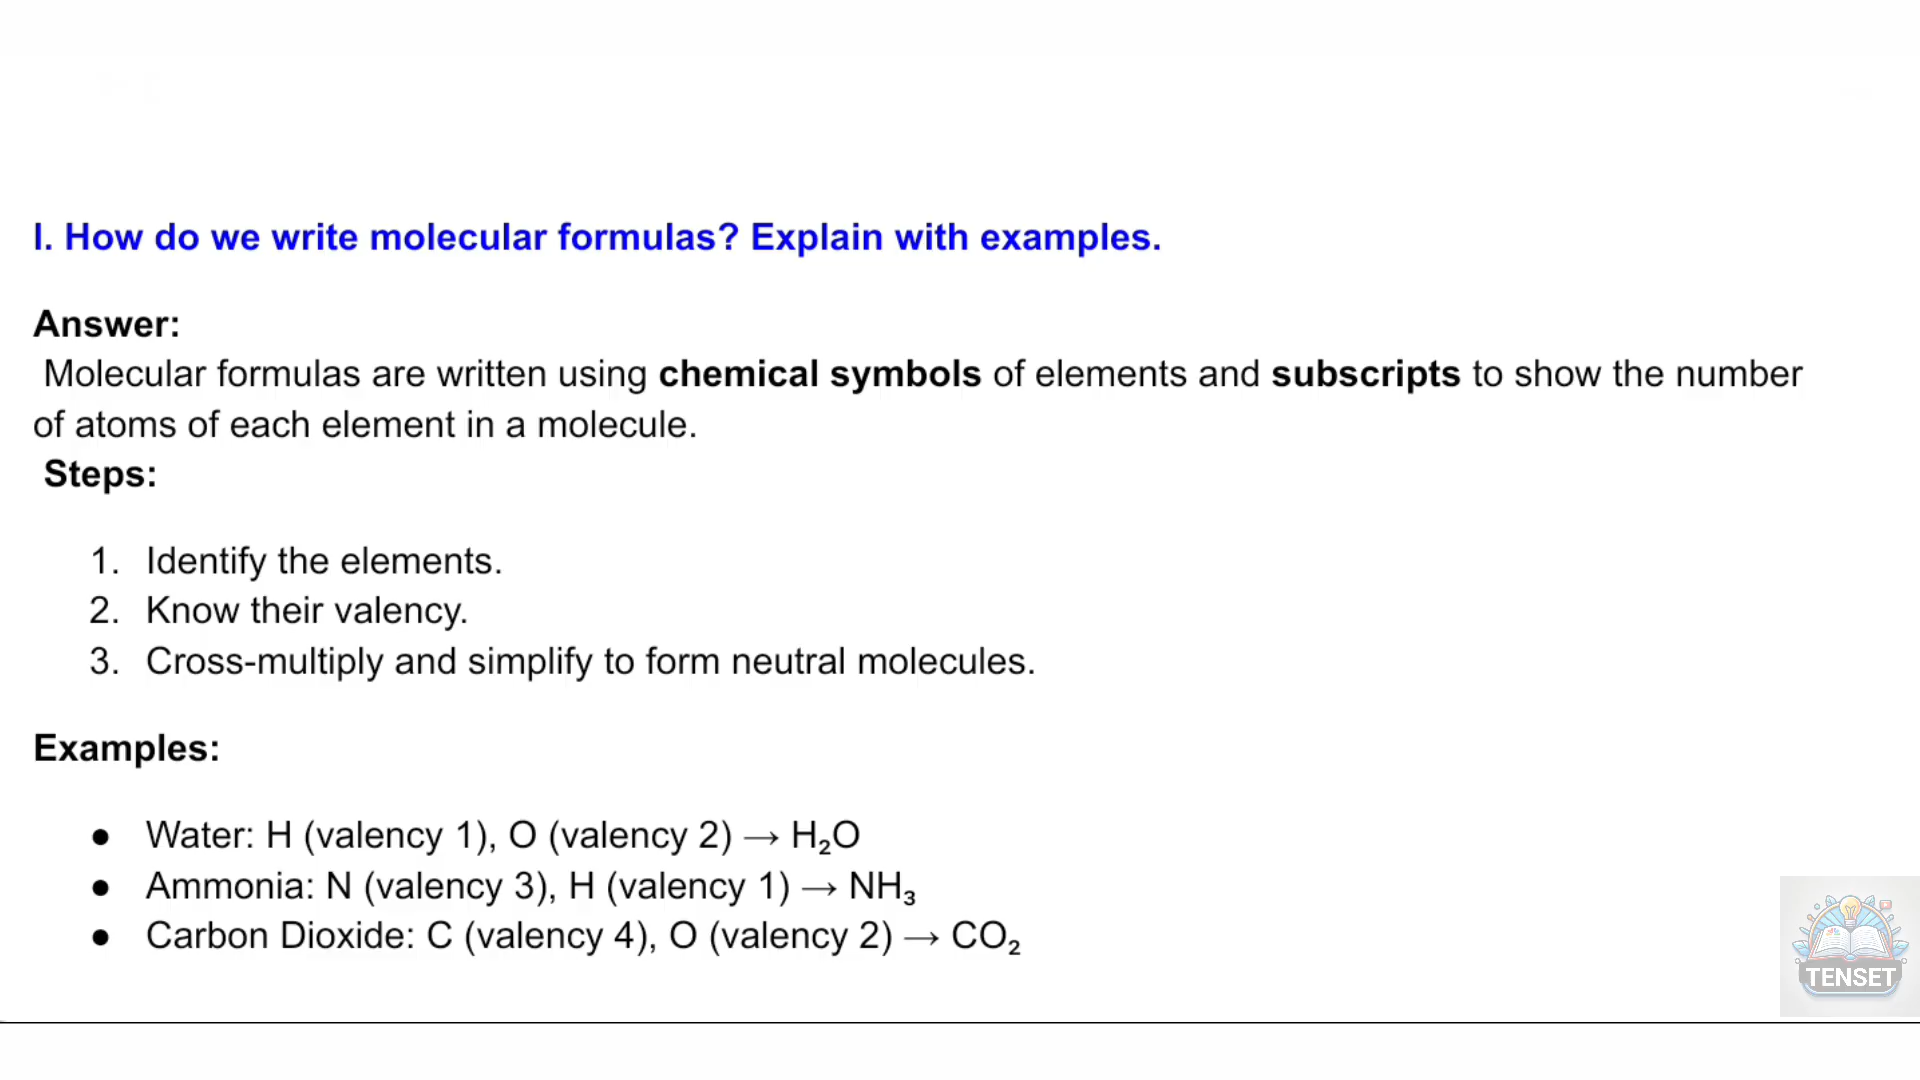 I. How do we write molecular formulas? Explain with examples.
Answer:
Molecular formulas are written using chemical symbols of elements and subscripts to show the number
of atoms of each element in a molecule.
Steps:
1. Identify the elements.
2. Know their valency.
3. Cross-multiply and simplify to form neutral molecules.
Examples:
● Water: H (valency 1), O (valency 2) → H₂O
● Ammonia: N (valency 3), H (valency 1) → NH₃
● Carbon Dioxide: C (valency 4), O (valency 2) → CO₂
TENSET